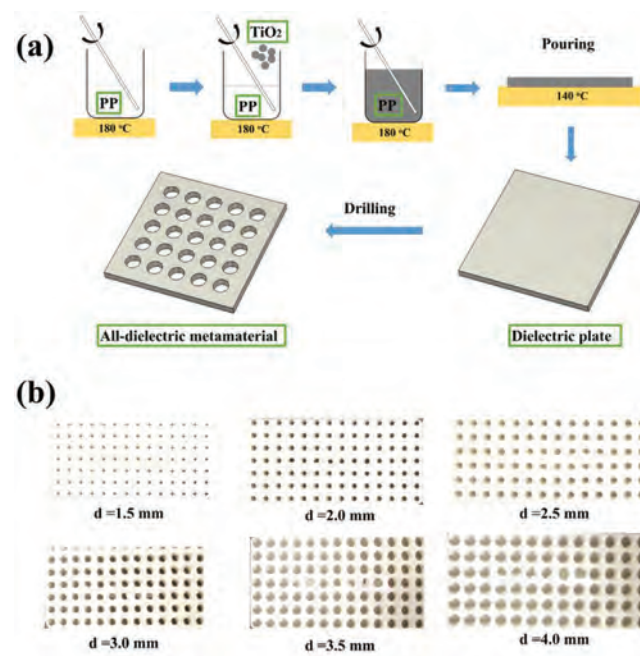 (a)
TiO2
Pouring
PP
PP
PP
180 °C
180 °C
180 °C
140 °C
Drilling
All-dielectric metamaterial
Dielectric plate
(b)
d =1.5 mm
d =2.0 mm
d =2.5 mm
d =3.0 mm
d =3.5 mm
d =4.0 mm